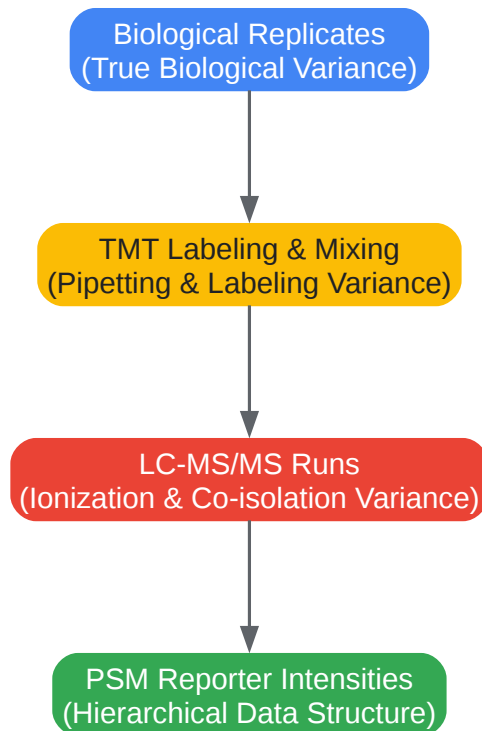 Biological Replicates
(True Biological Variance)
TMT Labeling & Mixing
(Pipetting & Labeling Variance)
LC-MS/MS Runs
(Ionization & Co-isolation Variance)
PSM Reporter Intensities
(Hierarchical Data Structure)